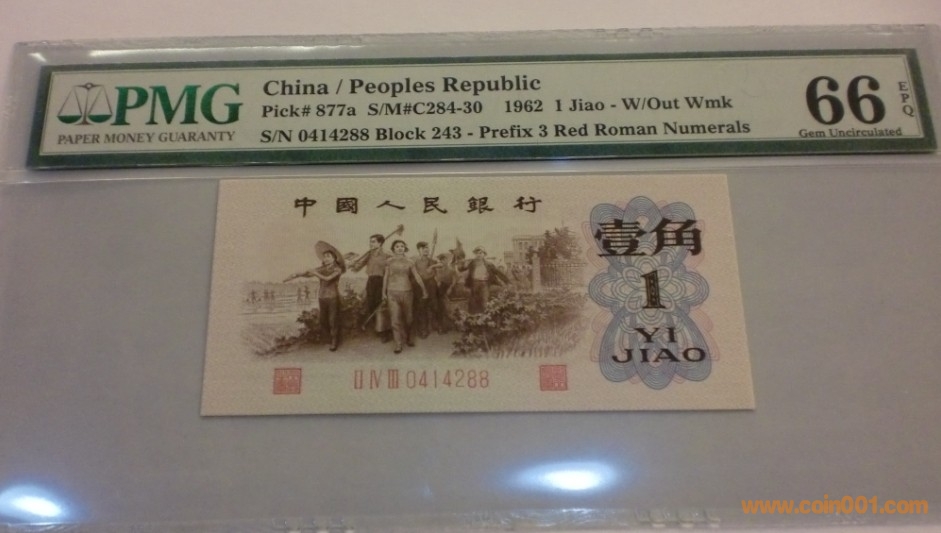 PMG
PAPER MONEY GUARANTY
China / Peoples Republic
Pick# 877a S/M#C284-30 1962 1 Jiao - W/Out Wmk
S/N 0414288 Block 243 - Prefix 3 Red Roman Numerals
66
EPQ
Gem Uncirculated
中國人民銀行
壹角
1
YI
JIAO
II IV III 0414288
www.coin001.com